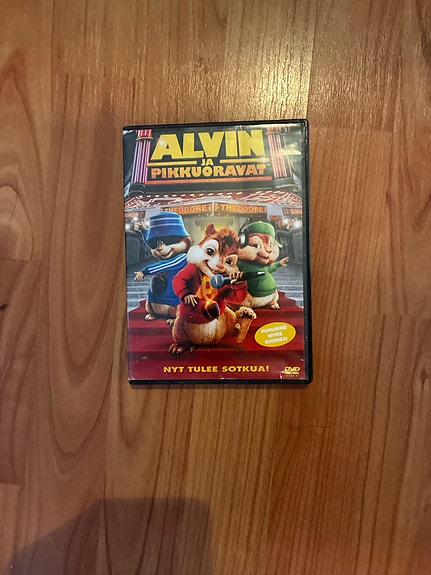 ALVIN
JA
PIKKUORAVAT
THEODORE THEODORE
PUHUMME
MYÖS
SUOMEA!
NYT TULEE SOTKUA!
DVD